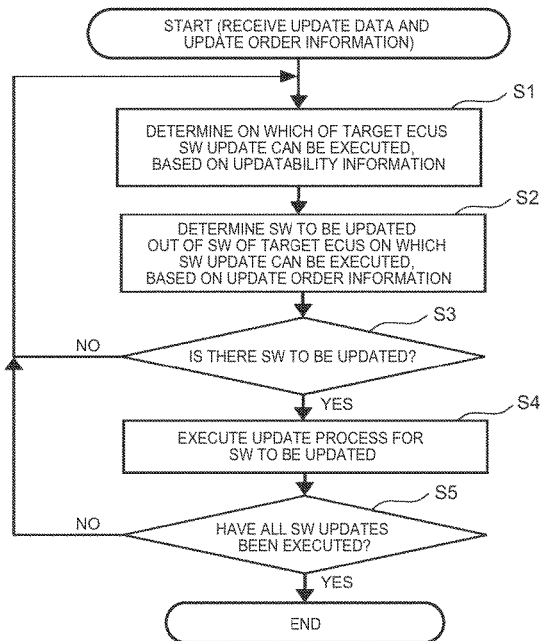 START (RECEIVE UPDATE DATA AND
UPDATE ORDER INFORMATION)
S1
DETERMINE ON WHICH OF TARGET ECUS
SW UPDATE CAN BE EXECUTED,
BASED ON UPDATABILITY INFORMATION
S2
DETERMINE SW TO BE UPDATED
OUT OF SW OF TARGET ECUS ON WHICH
SW UPDATE CAN BE EXECUTED,
BASED ON UPDATE ORDER INFORMATION
S3
NO
IS THERE SW TO BE UPDATED?
YES
S4
EXECUTE UPDATE PROCESS FOR
SW TO BE UPDATED
S5
NO
HAVE ALL SW UPDATES
BEEN EXECUTED?
YES
END